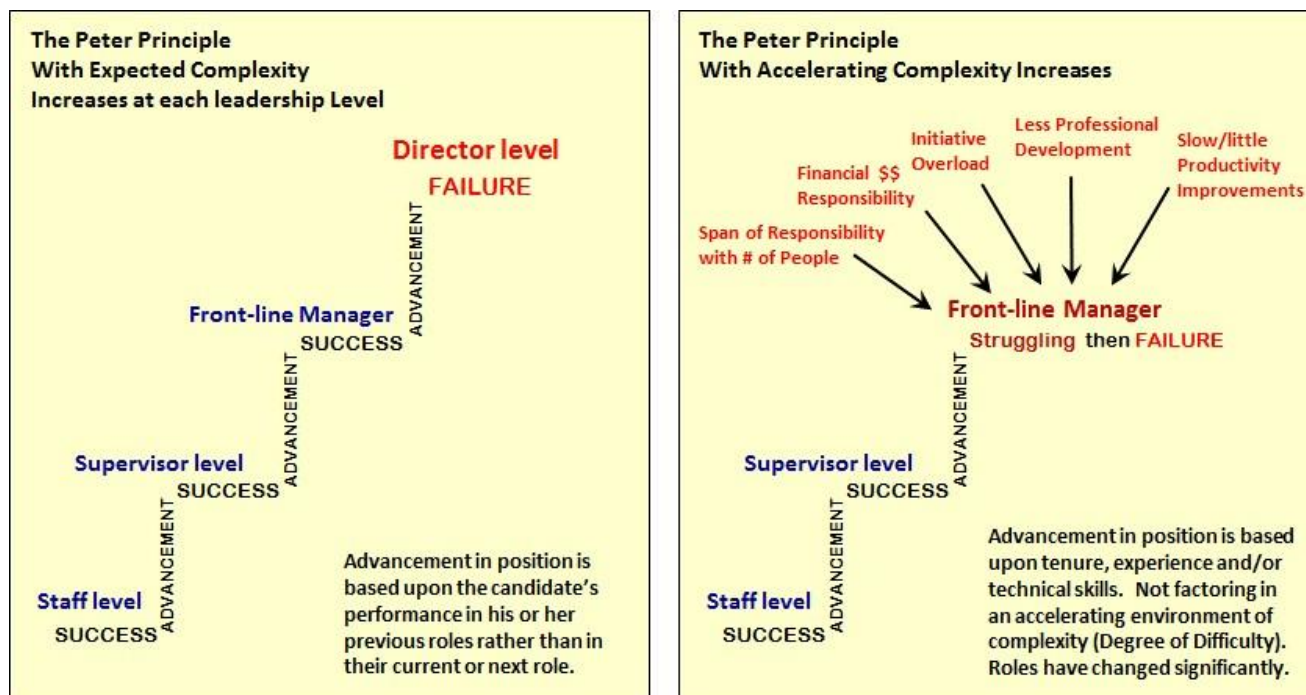 The Peter Principle
With Expected Complexity
Increases at each leadership Level
Director level
FAILURE
ADVANCEMENT
Front-line Manager
SUCCESS
ADVANCEMENT
Supervisor level
SUCCESS
ADVANCEMENT
Staff level
SUCCESS
Advancement in position is
based upon the candidate's
performance in his or her
previous roles rather than in
their current or next role.
The Peter Principle
With Accelerating Complexity Increases
Span of Responsibility
with # of People
Financial $$
Responsibility
Initiative
Overload
Less Professional
Development
Slow/little
Productivity
Improvements
Front-line Manager
Struggling then FAILURE
ADVANCEMENT
Supervisor level
SUCCESS
ADVANCEMENT
Staff level
SUCCESS
Advancement in position is based
upon tenure, experience and/or
technical skills. Not factoring in
an accelerating environment of
complexity (Degree of Difficulty).
Roles have changed significantly.